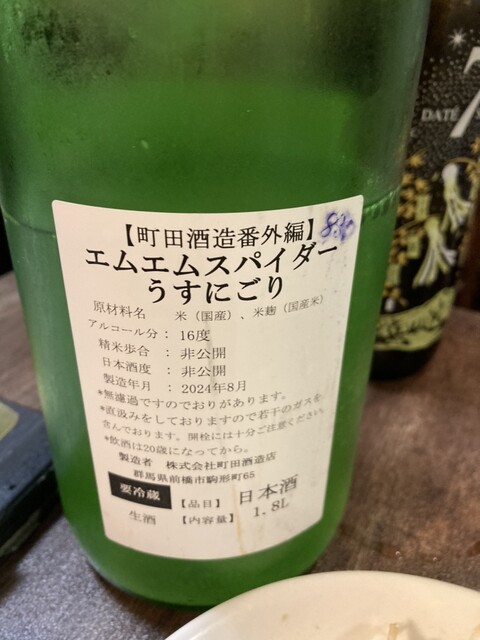 【町田酒造番外編】
エムエムスパイダー
うすにごり
原材料名 米（国産）、米麹（国産米）
アルコール分：16度
精米歩合：非公開
日本酒度：非公開
製造年月：2024年8月
*無濾過ですのでおりがあります。
*直汲みをしておりますので若干のガスを
含んでおります。開栓には十分ご注意ください。
*飲酒は20歳になってから。
製造者 株式会社町田酒造店
群馬県前橋市駒形町65
要冷蔵 【品目】 日本酒
生酒 【内容量】 1.8L
DATE
7